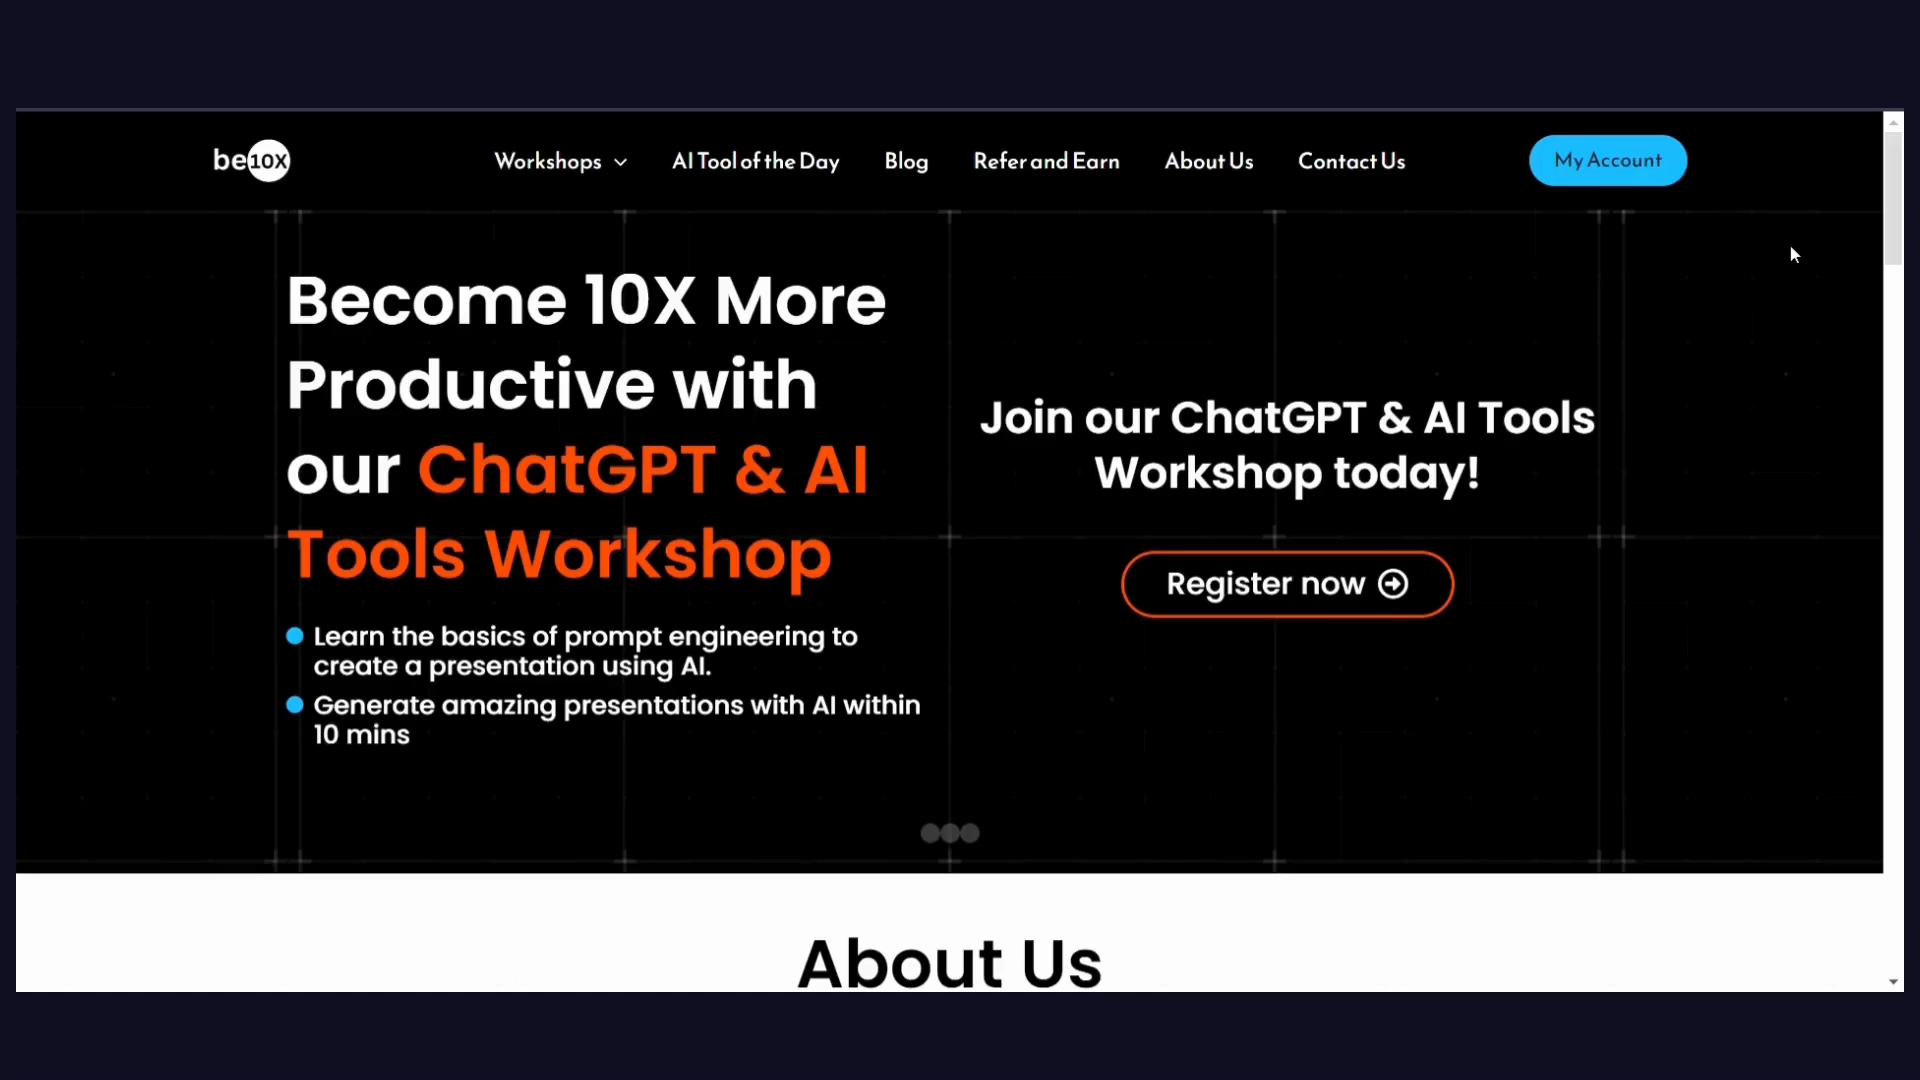 be10X
Workshops
AI Tool of the Day
Blog
Refer and Earn
About Us
Contact Us
My Account
Become 10X More
Productive with
our ChatGPT & AI
Tools Workshop
Learn the basics of prompt engineering to
create a presentation using AI.
Generate amazing presentations with AI within
10 mins
Join our ChatGPT & AI Tools
Workshop today!
Register now
About Us